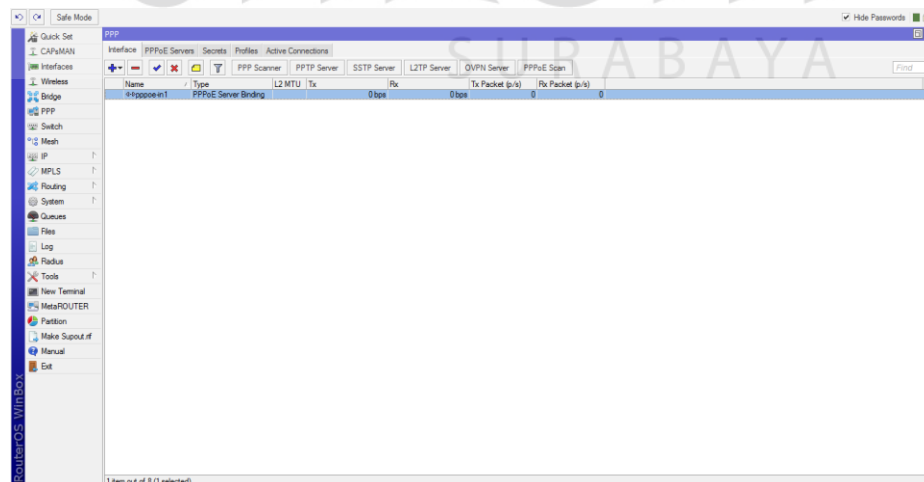 Safe Mode
Hide Passwords
Quick Set
CAPsMAN
Interfaces
Wireless
Bridge
PPP
Switch
Mesh
IP
MPLS
Routing
System
Queues
Files
Log
Radius
Tools
New Terminal
MetaROUTER
Partition
Make Supout.rif
Manual
Exit
RouterOS WinBox
PPP
Interface PPPoE Servers Secrets Profiles Active Connections
PPP Scanner PPTP Server SSTP Server L2TP Server OVPN Server PPPoE Scan Find
Name Type L2 MTU Tx Rx Tx Packet (p/s) Rx Packet (p/s)
pppoe-in1 PPPoE Server Binding 0 bps 0 bps 0 0
1 item out of 8 (1 selected)
SURABAYA